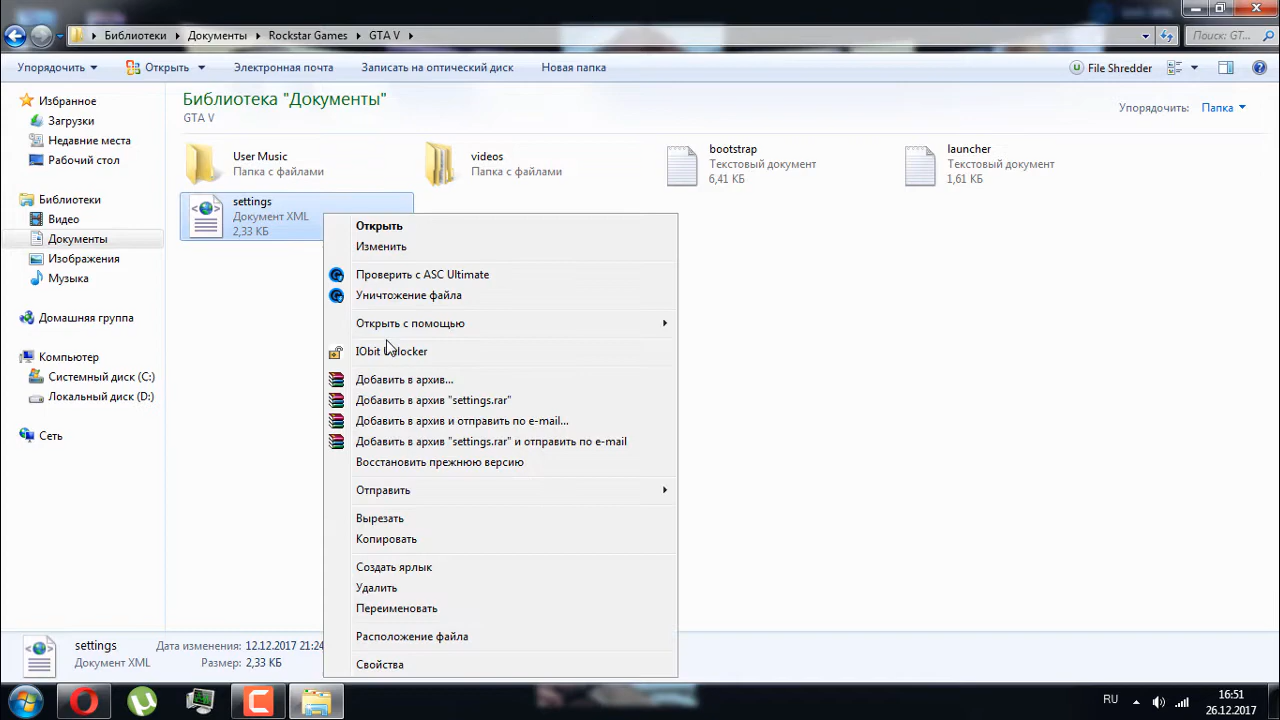 Библиотеки
Документы
Rockstar Games
GTA V
Поиск: GT...
Упорядочить
Открыть
Электронная почта
Записать на оптический диск
Новая папка
File Shredder
Избранное
Загрузки
Недавние места
Рабочий стол
Библиотеки
Видео
Документы
Изображения
Музыка
Домашняя группа
Компьютер
Системный диск (C:)
Локальный диск (D:)
Сеть
Библиотека "Документы"
GTA V
Упорядочить:
Папка
User Music
Папка с файлами
videos
Папка с файлами
bootstrap
Текстовый документ
6,41 КБ
launcher
Текстовый документ
1,61 КБ
settings
Документ XML
2,33 КБ
Открыть
Изменить
Проверить с ASC Ultimate
Уничтожение файла
Открыть с помощью
IObit Unlocker
Добавить в архив...
Добавить в архив "settings.rar"
Добавить в архив и отправить по e-mail...
Добавить в архив "settings.rar" и отправить по e-mail
Восстановить прежнюю версию
Отправить
Вырезать
Копировать
Создать ярлык
Удалить
Переименовать
Расположение файла
Свойства
settings
Дата изменения: 12.12.2017 21:24
Документ XML
Размер: 2,33 КБ
RU
16:51
26.12.2017